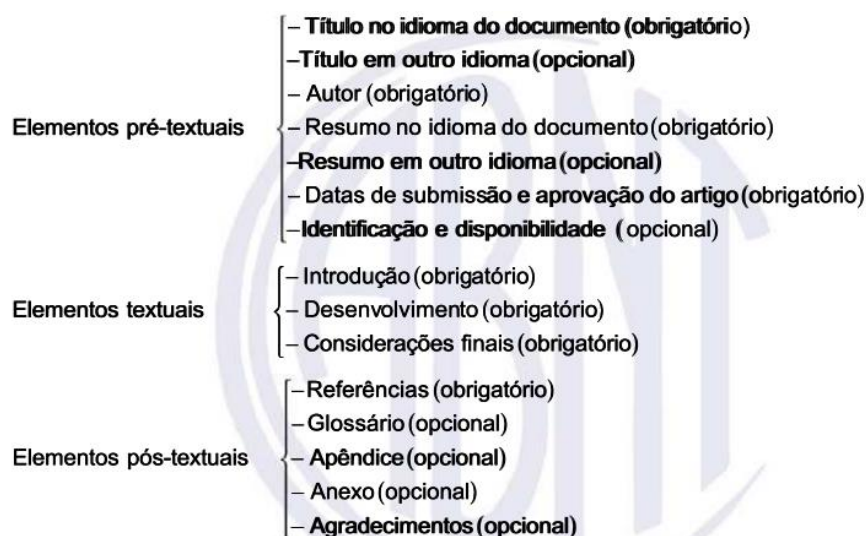 – Título no idioma do documento (obrigatório)
–Título em outro idioma (opcional)
– Autor (obrigatório)
Elementos pré-textuais
– Resumo no idioma do documento (obrigatório)
–Resumo em outro idioma (opcional)
– Datas de submissão e aprovação do artigo (obrigatório)
–Identificação e disponibilidade (opcional)
– Introdução (obrigatório)
Elementos textuais
– Desenvolvimento (obrigatório)
– Considerações finais (obrigatório)
– Referências (obrigatório)
– Glossário (opcional)
Elementos pós-textuais
– Apêndice (opcional)
– Anexo (opcional)
– Agradecimentos (opcional)
ABNT